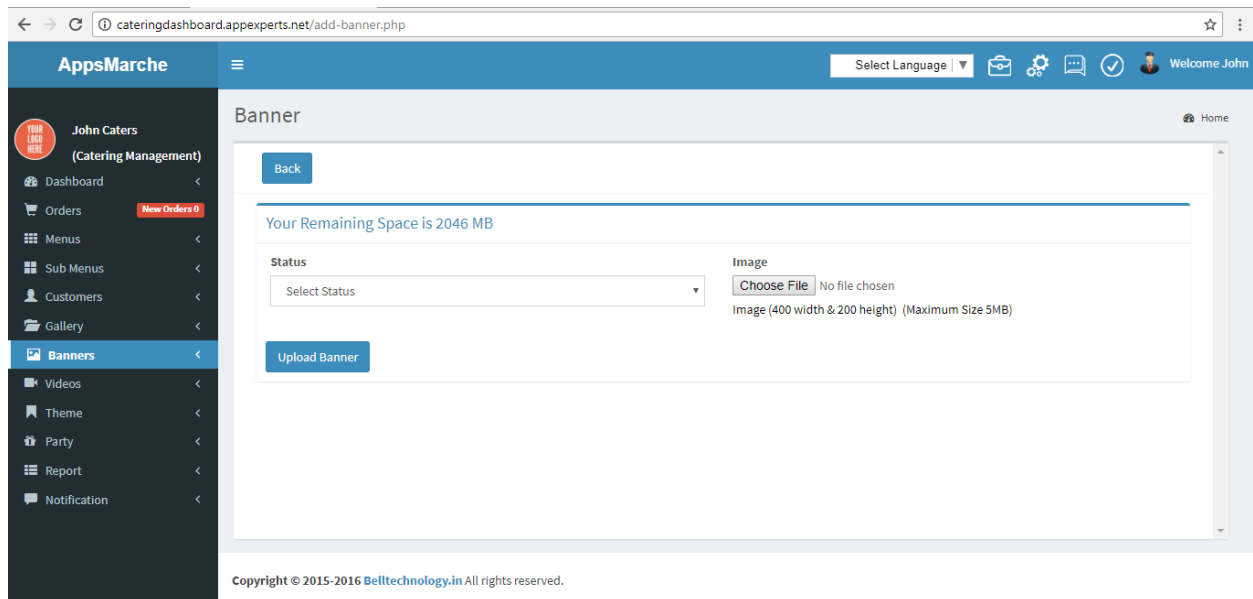 cateringdashboard.appexperts.net/add-banner.php
AppsMarche
Select Language
Welcome John
YOUR
LOGO
HERE
John Caters
(Catering Management)
Dashboard
Orders
New Orders 0
Menus
Sub Menus
Customers
Gallery
Banners
Videos
Theme
Party
Report
Notification
Banner
Home
Back
Your Remaining Space is 2046 MB
Status
Select Status
Image
Choose File No file chosen
Image (400 width & 200 height) (Maximum Size 5MB)
Upload Banner
Copyright © 2015-2016 Belltechnology.in All rights reserved.